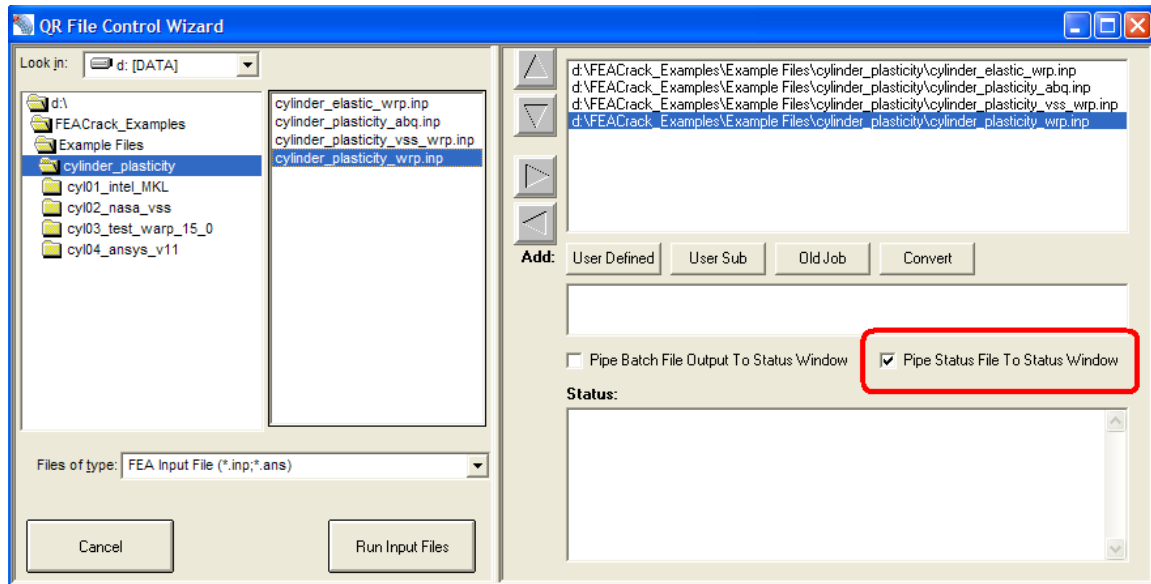 QR File Control Wizard
Look in:
d: [DATA]
d:\
FEACrack_Examples
Example Files
cylinder_plasticity
cyl01_intel_MKL
cyl02_nasa_vss
cyl03_test_warp_15_0
cyl04_ansys_v11
cylinder_elastic_wrp.inp
cylinder_plasticity_abq.inp
cylinder_plasticity_vss_wrp.inp
cylinder_plasticity_wrp.inp
Files of type:
FEA Input File (*.inp;*.ans)
Cancel
Run Input Files
d:\FEACrack_Examples\Example Files\cylinder_plasticity\cylinder_elastic_wrp.inp
d:\FEACrack_Examples\Example Files\cylinder_plasticity\cylinder_plasticity_abq.inp
d:\FEACrack_Examples\Example Files\cylinder_plasticity\cylinder_plasticity_vss_wrp.inp
d:\FEACrack_Examples\Example Files\cylinder_plasticity\cylinder_plasticity_wrp.inp
Add:
User Defined
User Sub
Old Job
Convert
Pipe Batch File Output To Status Window
Pipe Status File To Status Window
Status: